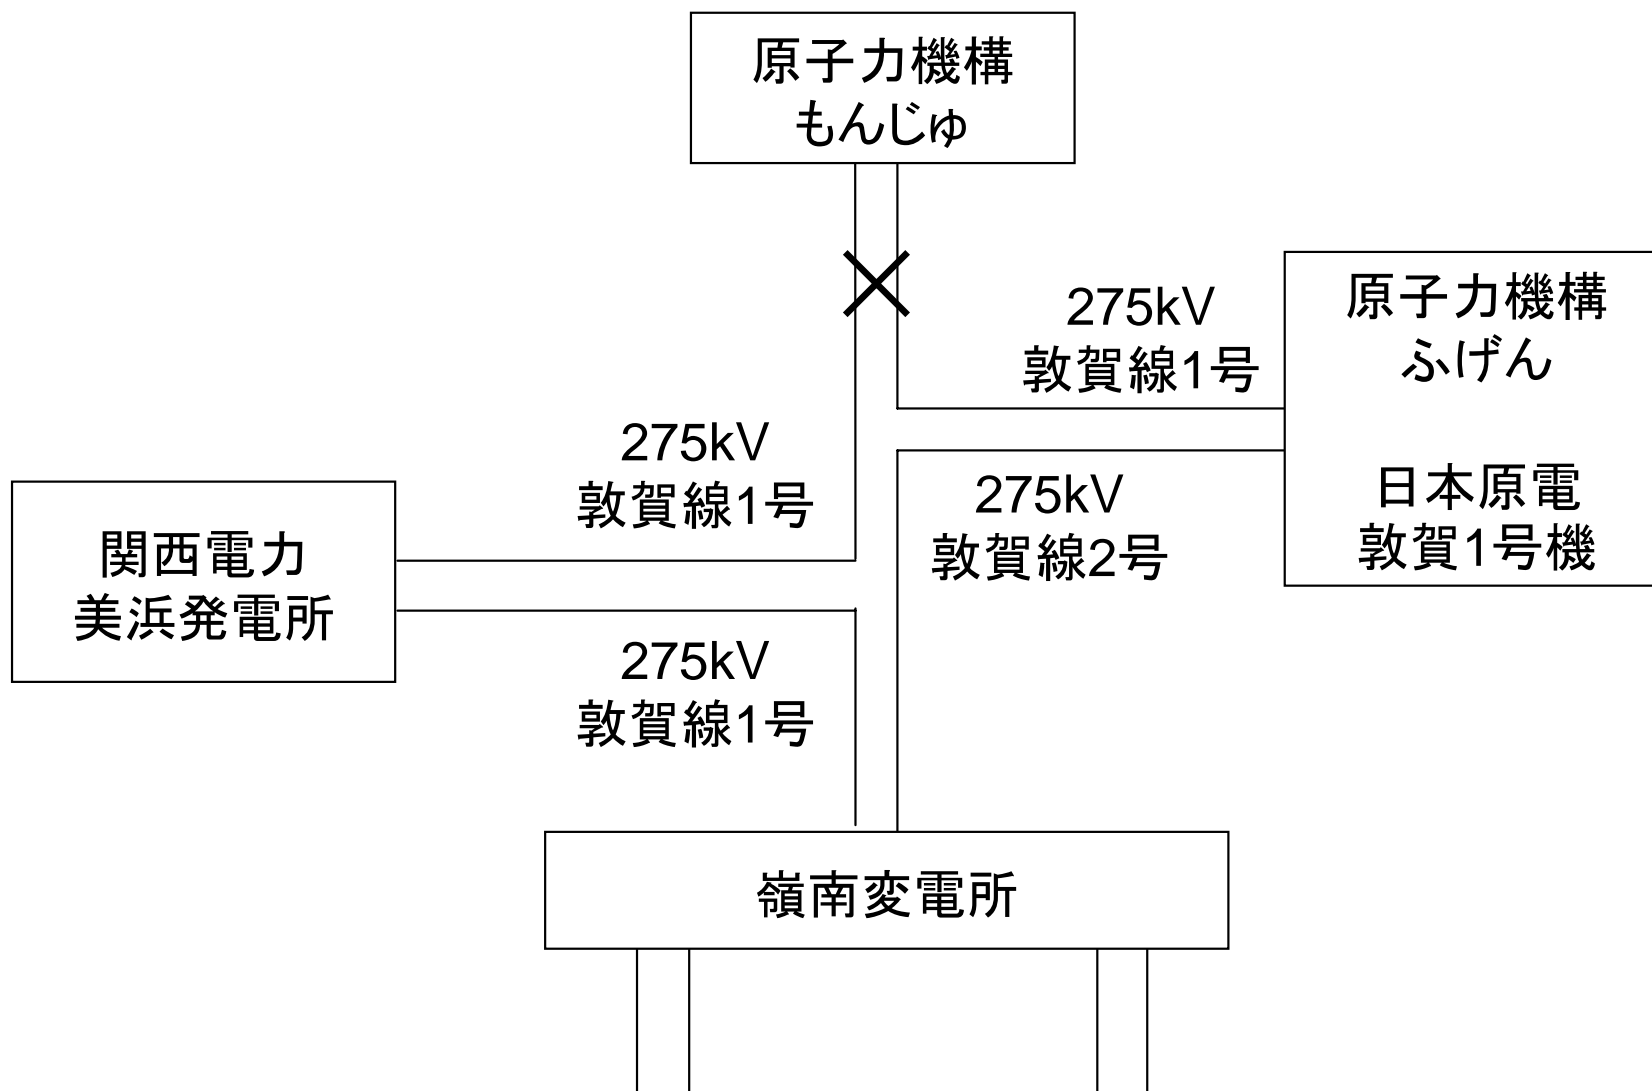 原子力機構
もんじゅ
275kV
敦賀線1号
原子力機構
ふげん
日本原電
敦賀1号機
275kV
敦賀線1号
275kV
敦賀線2号
関西電力
美浜発電所
275kV
敦賀線1号
嶺南変電所